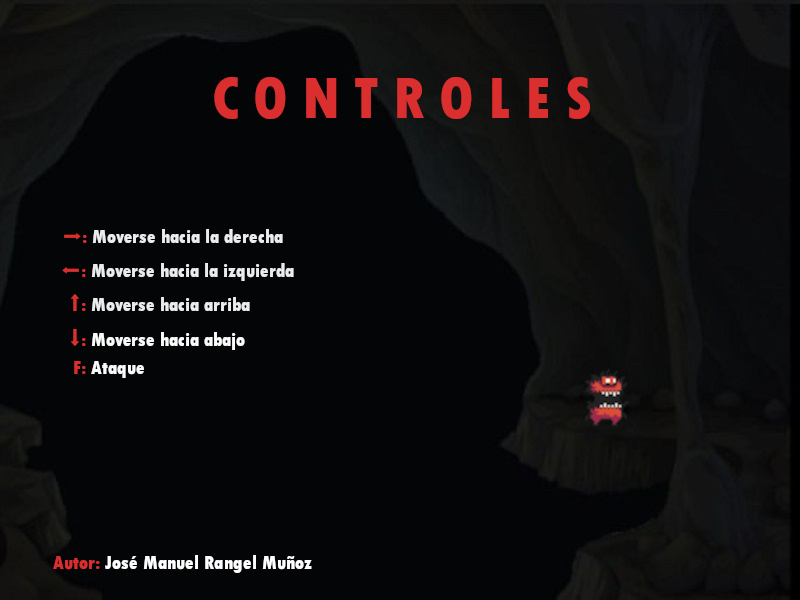 CONTROLES
→: Moverse hacia la derecha
←: Moverse hacia la izquierda
↑: Moverse hacia arriba
↓: Moverse hacia abajo
F: Ataque
Autor: José Manuel Rangel Muñoz